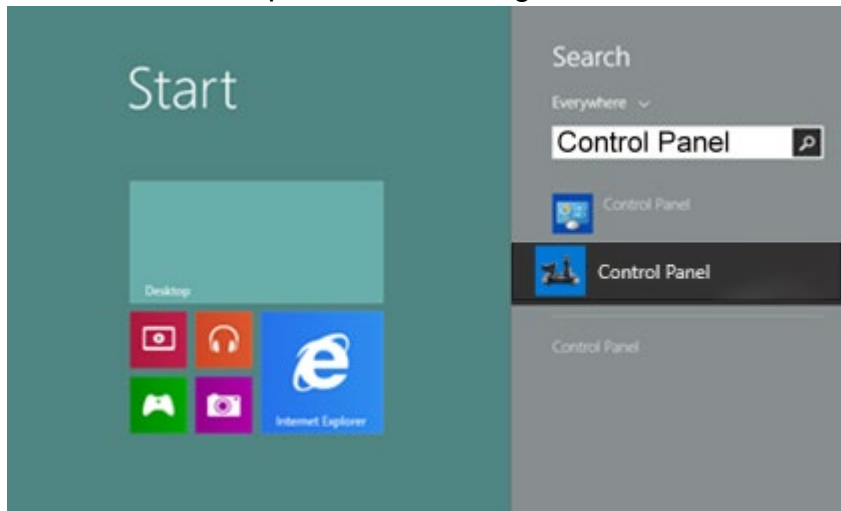 Start
Desktop
Internet Explorer
Search
Everywhere
Control Panel
Control Panel
Control Panel
Control Panel